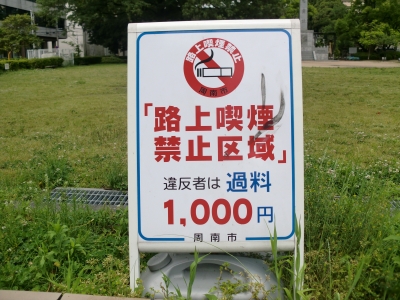 路上喫煙禁止
周南市
「路上喫煙
禁止区域」
違反者は 過料
1,000円
周南市